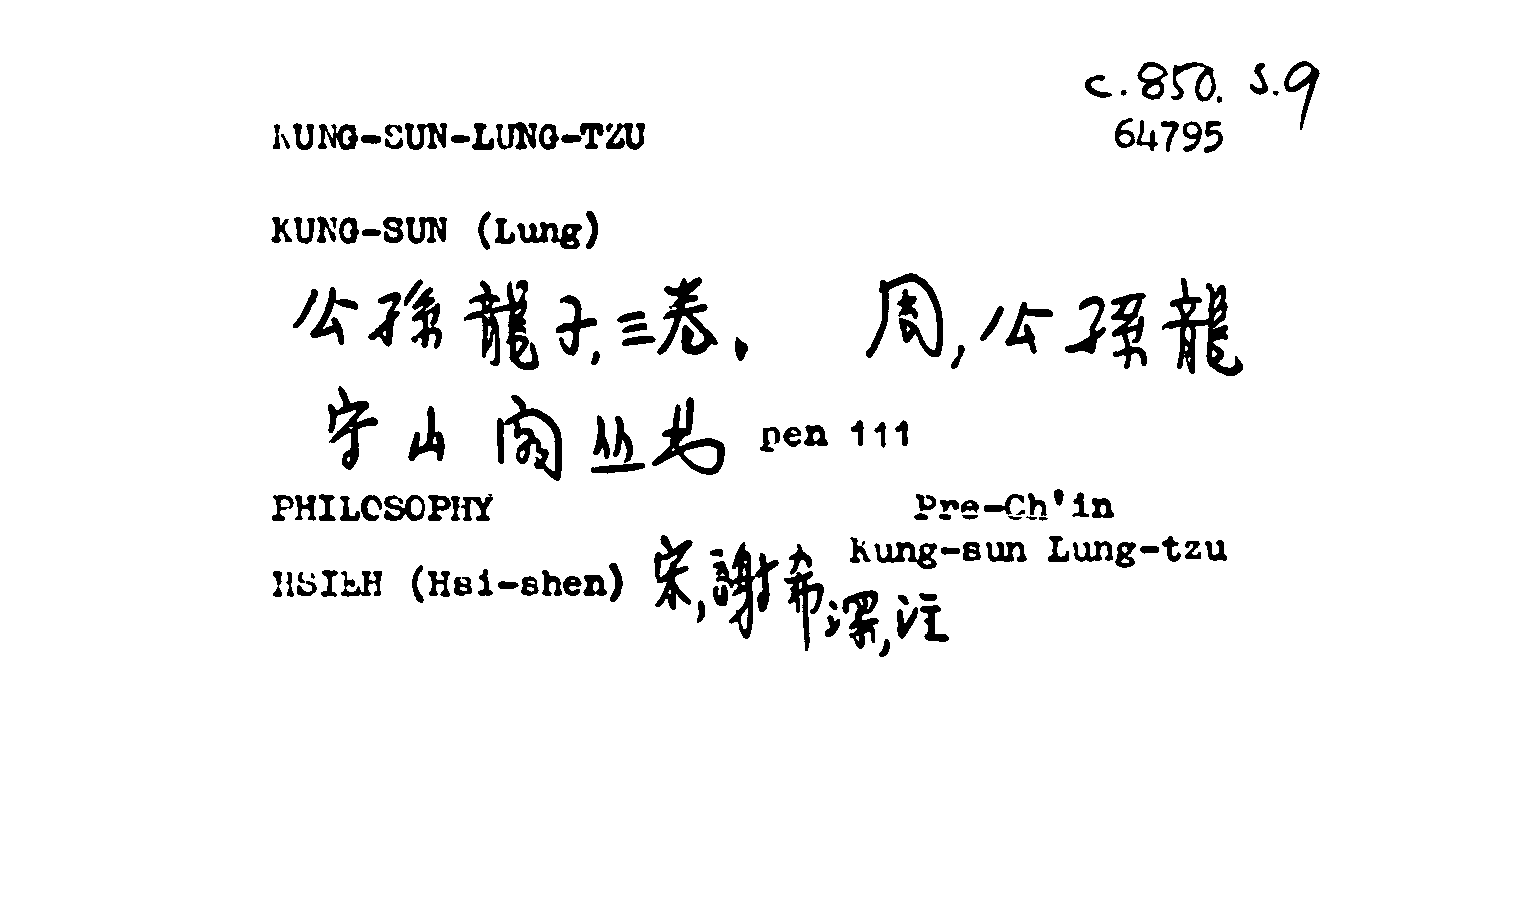 c.850. s.9
KUNG-SUN-LUNG-TZU
64795
KUNG-SUN (Lung)
公孫龍子,三卷. 周,公孫龍
守山阁丛书 pen 111
PHILOSOPHY Pre-Ch'in
Kung-sun Lung-tzu
HSIEH (Hsi-shen) 宋,謝希深,注